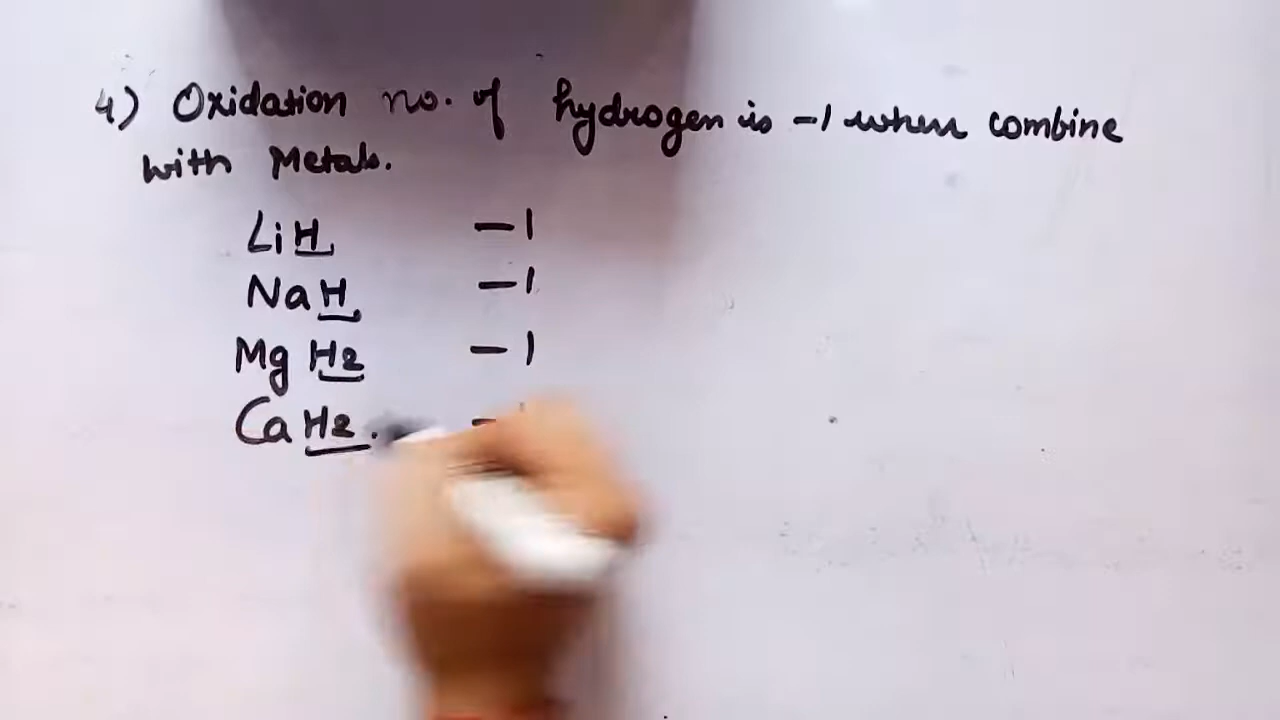 4) Oxidation no. of hydrogen is -1 when combine
with Metals.
LiH -1
NaH -1
MgH2 -1
CaH2. -